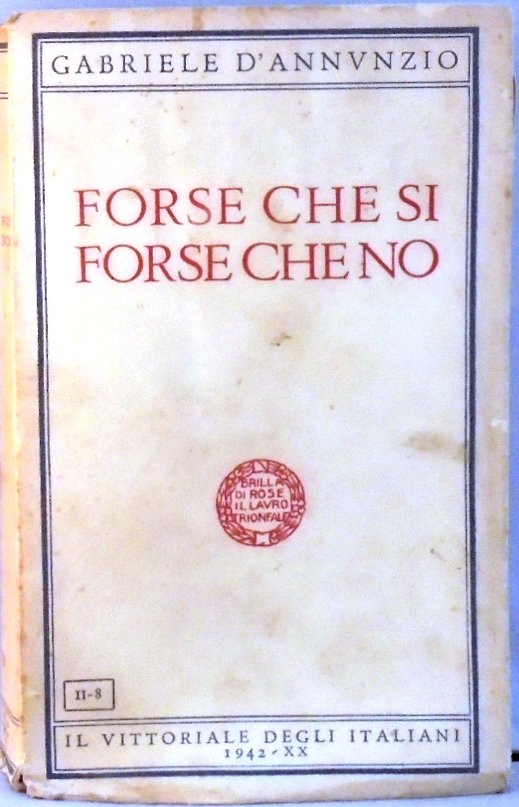 GABRIELE D'ANNVNZIO
FORSE CHE SI
FORSE CHE NO
BRILLA
DI ROSE
IL LAVRO
TRIONFALE
II-8
IL VITTORIALE DEGLI ITALIANI
1942-XX